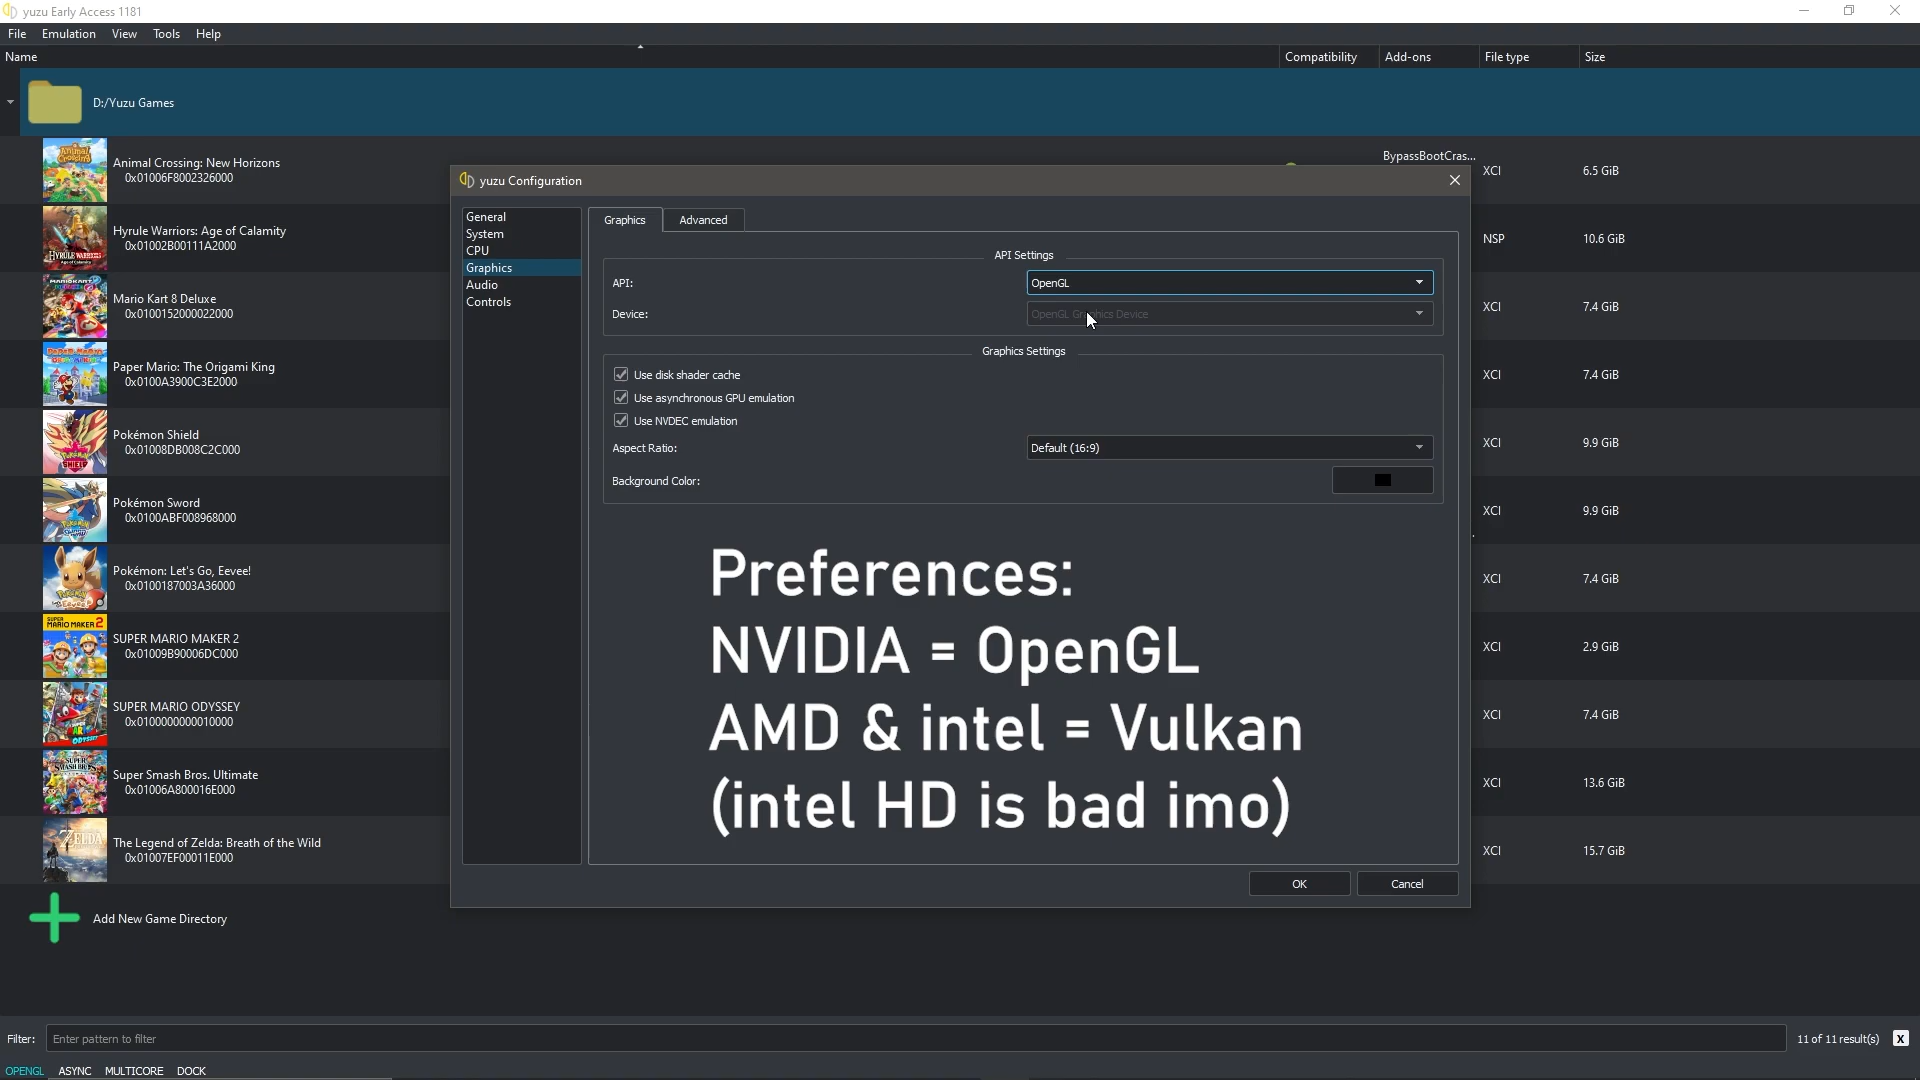 yuzu Early Access 1181
File Emulation View Tools Help
Name Compatibility Add-ons File type Size
D:/Yuzu Games
Animal Crossing: New Horizons
0x01006F8002326000
BypassBootCras...
XCI 6.5 GiB
Hyrule Warriors: Age of Calamity
0x01002B00111A2000
NSP 10.6 GiB
Mario Kart 8 Deluxe
0x0100152000022000
XCI 7.4 GiB
Paper Mario: The Origami King
0x0100A3900C3E2000
XCI 7.4 GiB
Pokémon Shield
0x01008DB008C2C000
XCI 9.9 GiB
Pokémon Sword
0x0100ABF008968000
XCI 9.9 GiB
Pokémon: Let's Go, Eevee!
0x0100187003A36000
XCI 7.4 GiB
SUPER MARIO MAKER 2
0x01009B90006DC000
XCI 2.9 GiB
SUPER MARIO ODYSSEY
0x0100000000010000
XCI 7.4 GiB
Super Smash Bros. Ultimate
0x01006A800016E000
XCI 13.6 GiB
The Legend of Zelda: Breath of the Wild
0x01007EF00011E000
XCI 15.7 GiB
Add New Game Directory
yuzu Configuration
General
System
CPU
Graphics
Audio
Controls
Graphics Advanced
API Settings
API: OpenGL
Device: OpenGL Graphics Device
Graphics Settings
Use disk shader cache
Use asynchronous GPU emulation
Use NVDEC emulation
Aspect Ratio: Default (16:9)
Background Color:
Preferences:
NVIDIA = OpenGL
AMD & intel = Vulkan
(intel HD is bad imo)
OK Cancel
Filter: Enter pattern to filter 11 of 11 result(s) X
OPENGL ASYNC MULTICORE DOCK